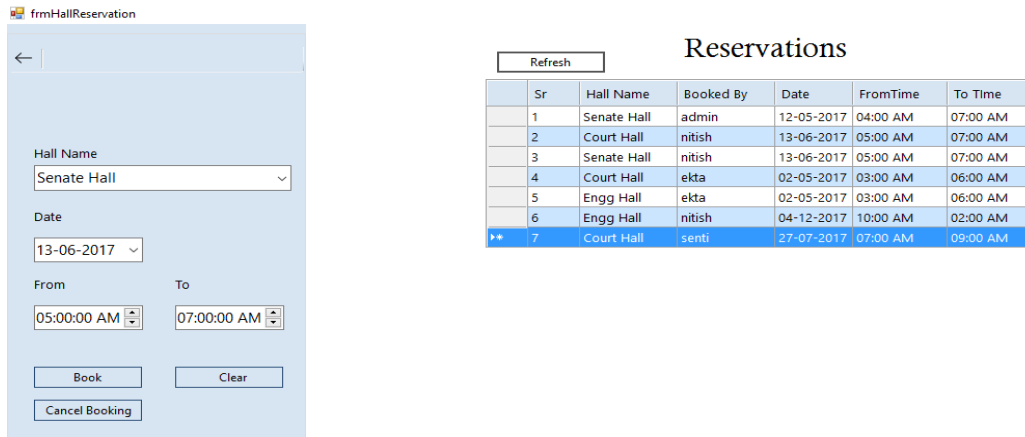 frmHallReservation
Hall Name
Senate Hall
Date
13-06-2017
From To
05:00:00 AM 07:00:00 AM
Book Clear
Cancel Booking
Reservations
Refresh
Sr Hall Name Booked By Date FromTime To TIme
1 Senate Hall admin 12-05-2017 04:00 AM 07:00 AM
2 Court Hall nitish 13-06-2017 05:00 AM 07:00 AM
3 Senate Hall nitish 13-06-2017 05:00 AM 07:00 AM
4 Court Hall ekta 02-05-2017 03:00 AM 06:00 AM
5 Engg Hall ekta 02-05-2017 03:00 AM 06:00 AM
6 Engg Hall nitish 04-12-2017 10:00 AM 02:00 AM
7 Court Hall senti 27-07-2017 07:00 AM 09:00 AM